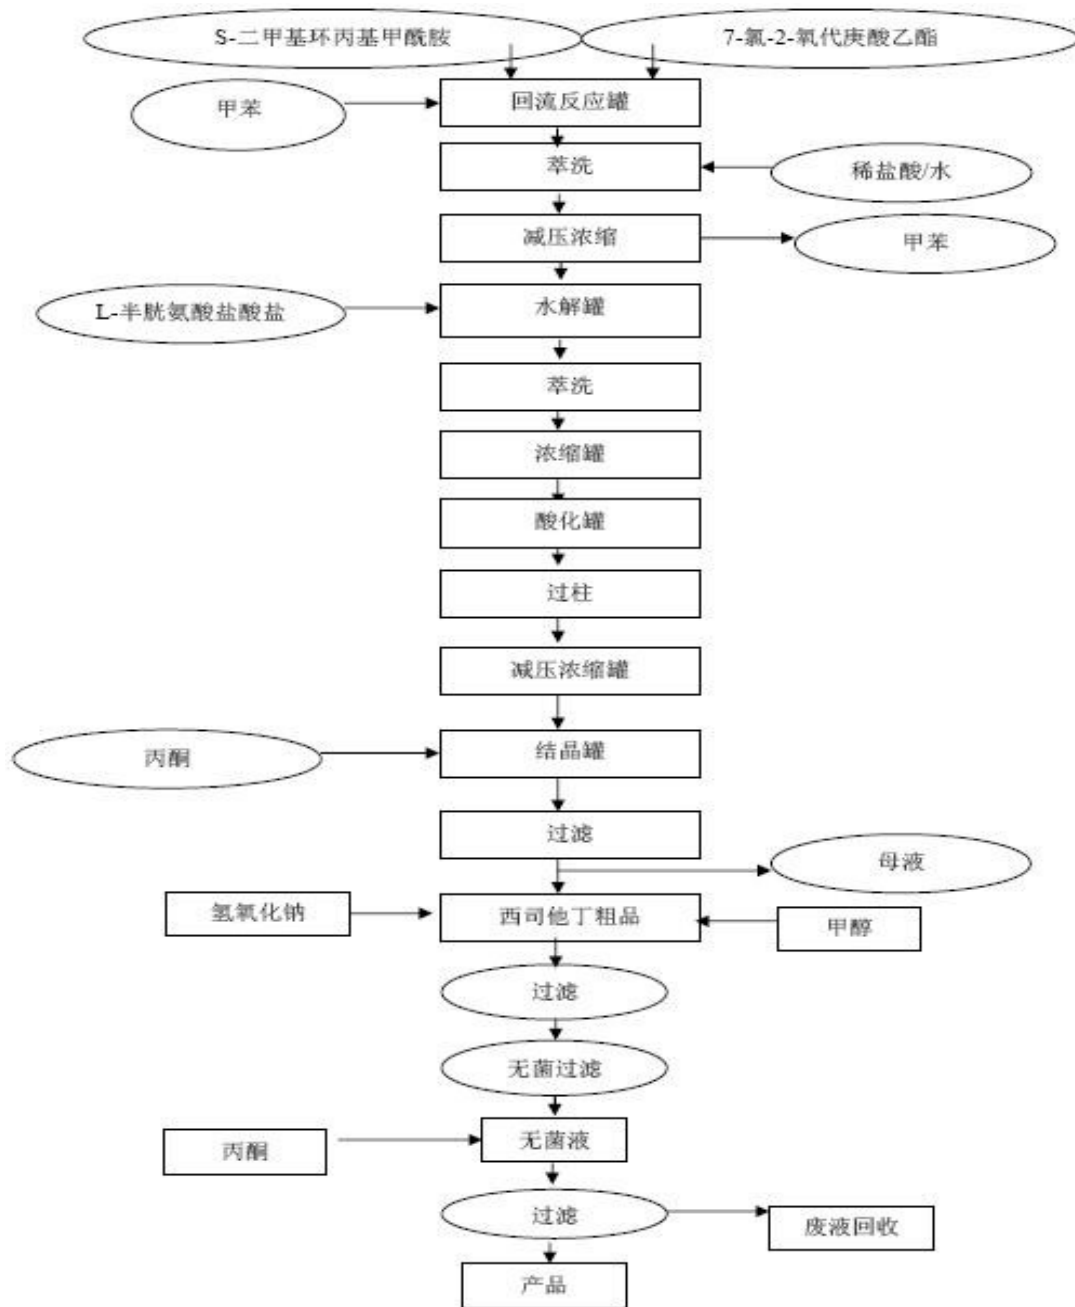 S-二甲基环丙基甲酰胺
7-氯-2-氧代庚酸乙酯
甲苯
回流反应罐
萃洗
稀盐酸/水
减压浓缩
甲苯
L-半胱氨酸盐酸盐
水解罐
萃洗
浓缩罐
酸化罐
过柱
减压浓缩罐
丙酮
结晶罐
过滤
母液
氢氧化钠
西司他丁粗品
甲醇
过滤
无菌过滤
丙酮
无菌液
过滤
废液回收
产品